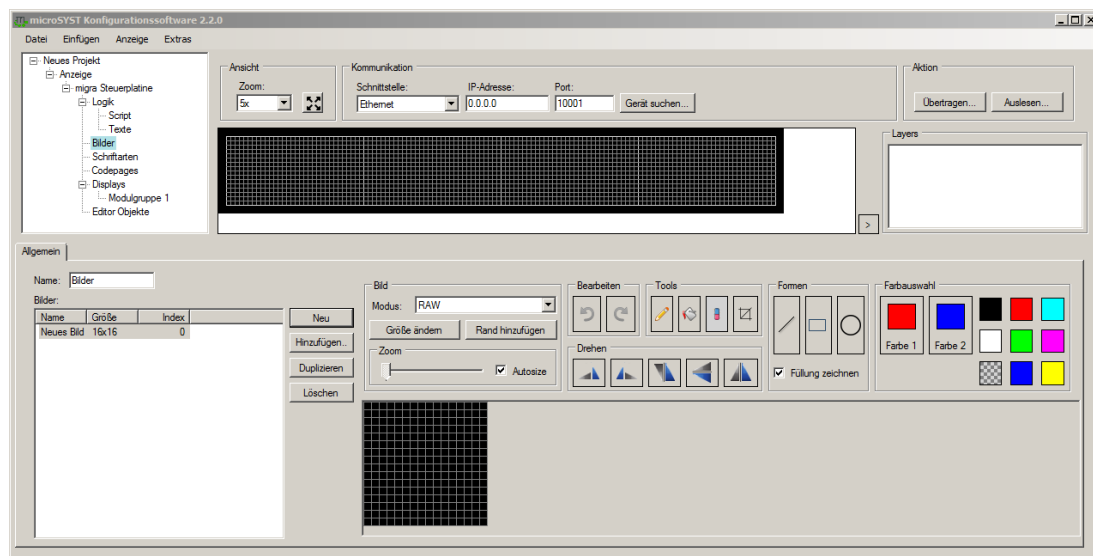 microSYST Konfigurationssoftware 2.2.0
Datei Einfügen Anzeige Extras
Neues Projekt
Anzeige
migra Steuerplatine
Logik
Script
Texte
Bilder
Schriftarten
Codepages
Displays
Modulgruppe 1
Editor Objekte
Ansicht
Zoom:
5x
Kommunikation
Schnittstelle: IP-Adresse: Port:
Ethernet 0.0.0.0 10001 Gerät suchen...
Aktion
Übertragen... Auslesen...
Layers
>
Allgemein
Name: Bilder
Bilder:
Name Größe Index
Neues Bild 16x16 0
Neu
Hinzufügen..
Duplizieren
Löschen
Bild
Modus: RAW
Größe ändern Rand hinzufügen
Zoom
Autosize
Bearbeiten
Tools
Drehen
Formen
Füllung zeichnen
Farbauswahl
Farbe 1 Farbe 2